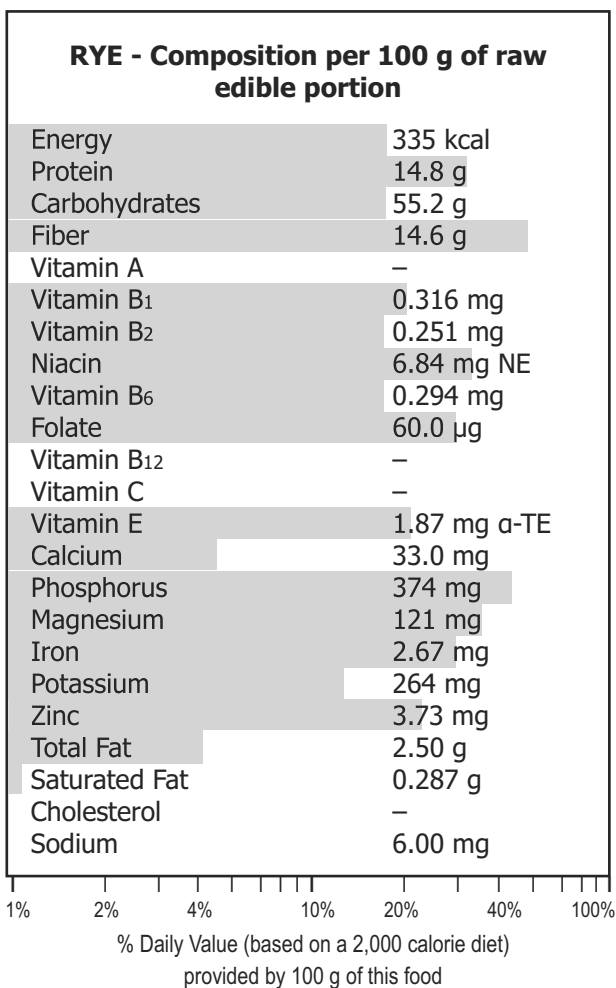 RYE - Composition per 100 g of raw
edible portion
Energy 335 kcal
Protein 14.8 g
Carbohydrates 55.2 g
Fiber 14.6 g
Vitamin A –
Vitamin B1 0.316 mg
Vitamin B2 0.251 mg
Niacin 6.84 mg NE
Vitamin B6 0.294 mg
Folate 60.0 µg
Vitamin B12 –
Vitamin C –
Vitamin E 1.87 mg α-TE
Calcium 33.0 mg
Phosphorus 374 mg
Magnesium 121 mg
Iron 2.67 mg
Potassium 264 mg
Zinc 3.73 mg
Total Fat 2.50 g
Saturated Fat 0.287 g
Cholesterol –
Sodium 6.00 mg
1% 2% 4% 10% 20% 40% 100%
% Daily Value (based on a 2,000 calorie diet)
provided by 100 g of this food